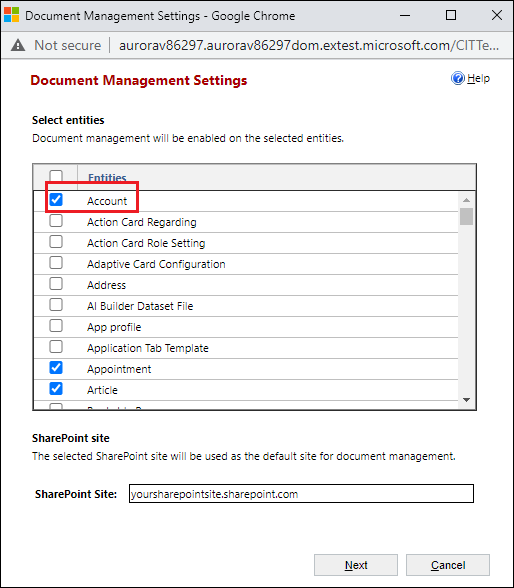 Document Management Settings - Google Chrome
Not secure | aurorav86297.aurorav86297dom.extest.microsoft.com/CITTe...
Document Management Settings
Help
Select entities
Document management will be enabled on the selected entities.
Entities
Account
Action Card Regarding
Action Card Role Setting
Adaptive Card Configuration
Address
AI Builder Dataset File
App profile
Application Tab Template
Appointment
Article
SharePoint site
The selected SharePoint site will be used as the default site for document management.
SharePoint Site: yoursharepointsite.sharepoint.com
Next Cancel